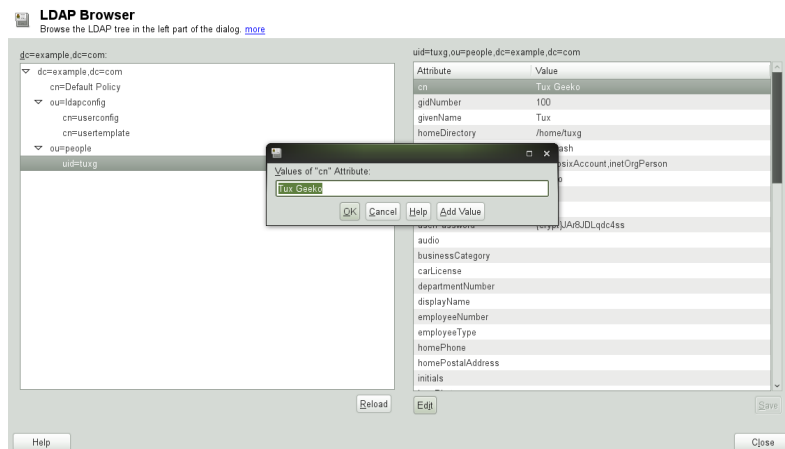 LDAP Browser
Browse the LDAP tree in the left part of the dialog. more
dc=example,dc=com:
dc=example,dc=com
cn=Default Policy
ou=ldapconfig
cn=userconfig
cn=usertemplate
ou=people
uid=tuxg
Reload
uid=tuxg,ou=people,dc=example,dc=com
Attribute Value
cn Tux Geeko
gidNumber 100
givenName Tux
homeDirectory /home/tuxg
audio
businessCategory
carLicense
departmentNumber
displayName
employeeNumber
employeeType
homePhone
homePostalAddress
initials
Edit Save
Values of "cn" Attribute:
Tux Geeko
OK Cancel Help Add Value
Help Close